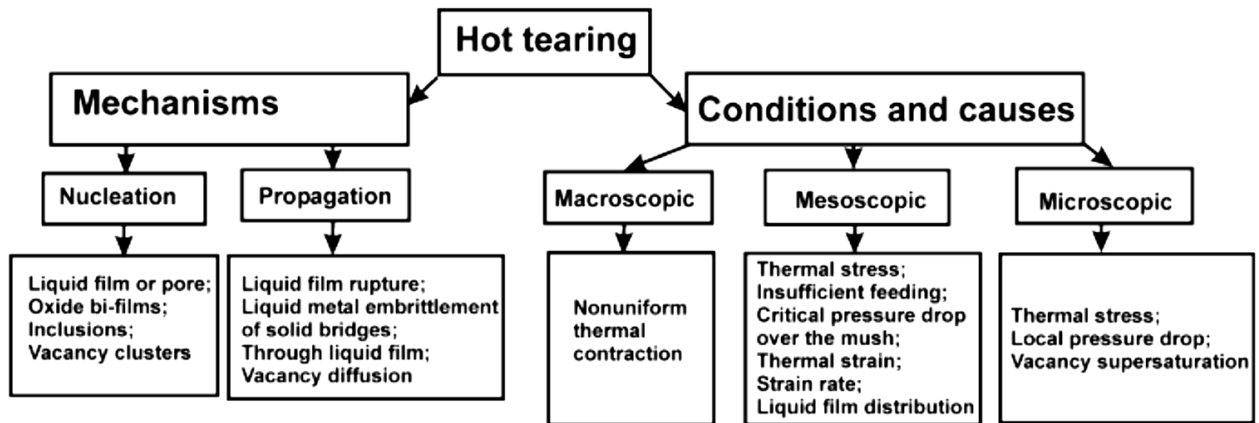 Hot tearing
Mechanisms
Conditions and causes
Nucleation
Propagation
Macroscopic
Mesoscopic
Microscopic
Liquid film or pore;
Oxide bi-films;
Inclusions;
Vacancy clusters
Liquid film rupture;
Liquid metal embrittlement
of solid bridges;
Through liquid film;
Vacancy diffusion
Nonuniform
thermal
contraction
Thermal stress;
Insufficient feeding;
Critical pressure drop
over the mush;
Thermal strain;
Strain rate;
Liquid film distribution
Thermal stress;
Local pressure drop;
Vacancy supersaturation